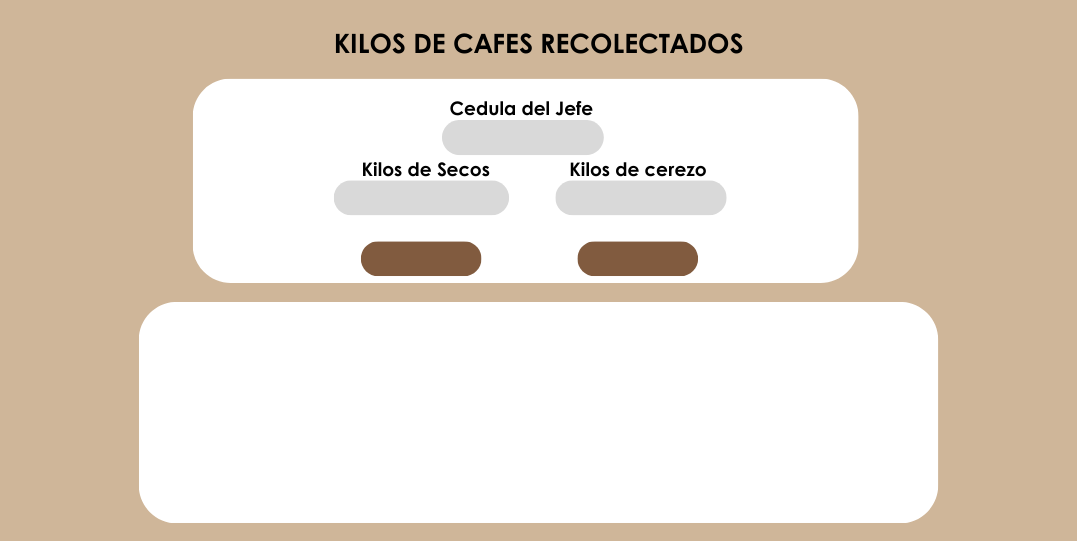 KILOS DE CAFES RECOLECTADOS
Cedula del Jefe
Kilos de Secos
Kilos de cerezo